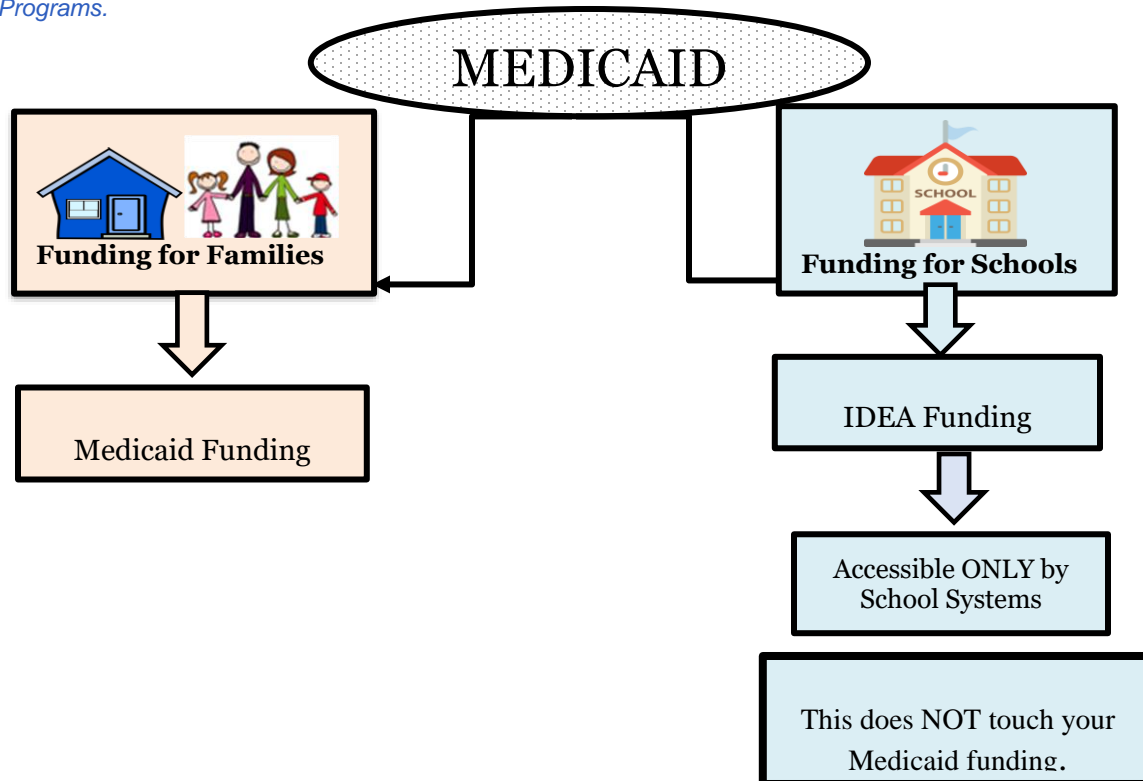 Programs.
MEDICAID
SCHOOL
Funding for Families
Funding for Schools
Medicaid Funding
IDEA Funding
Accessible ONLY by
School Systems
This does NOT touch your
Medicaid funding.